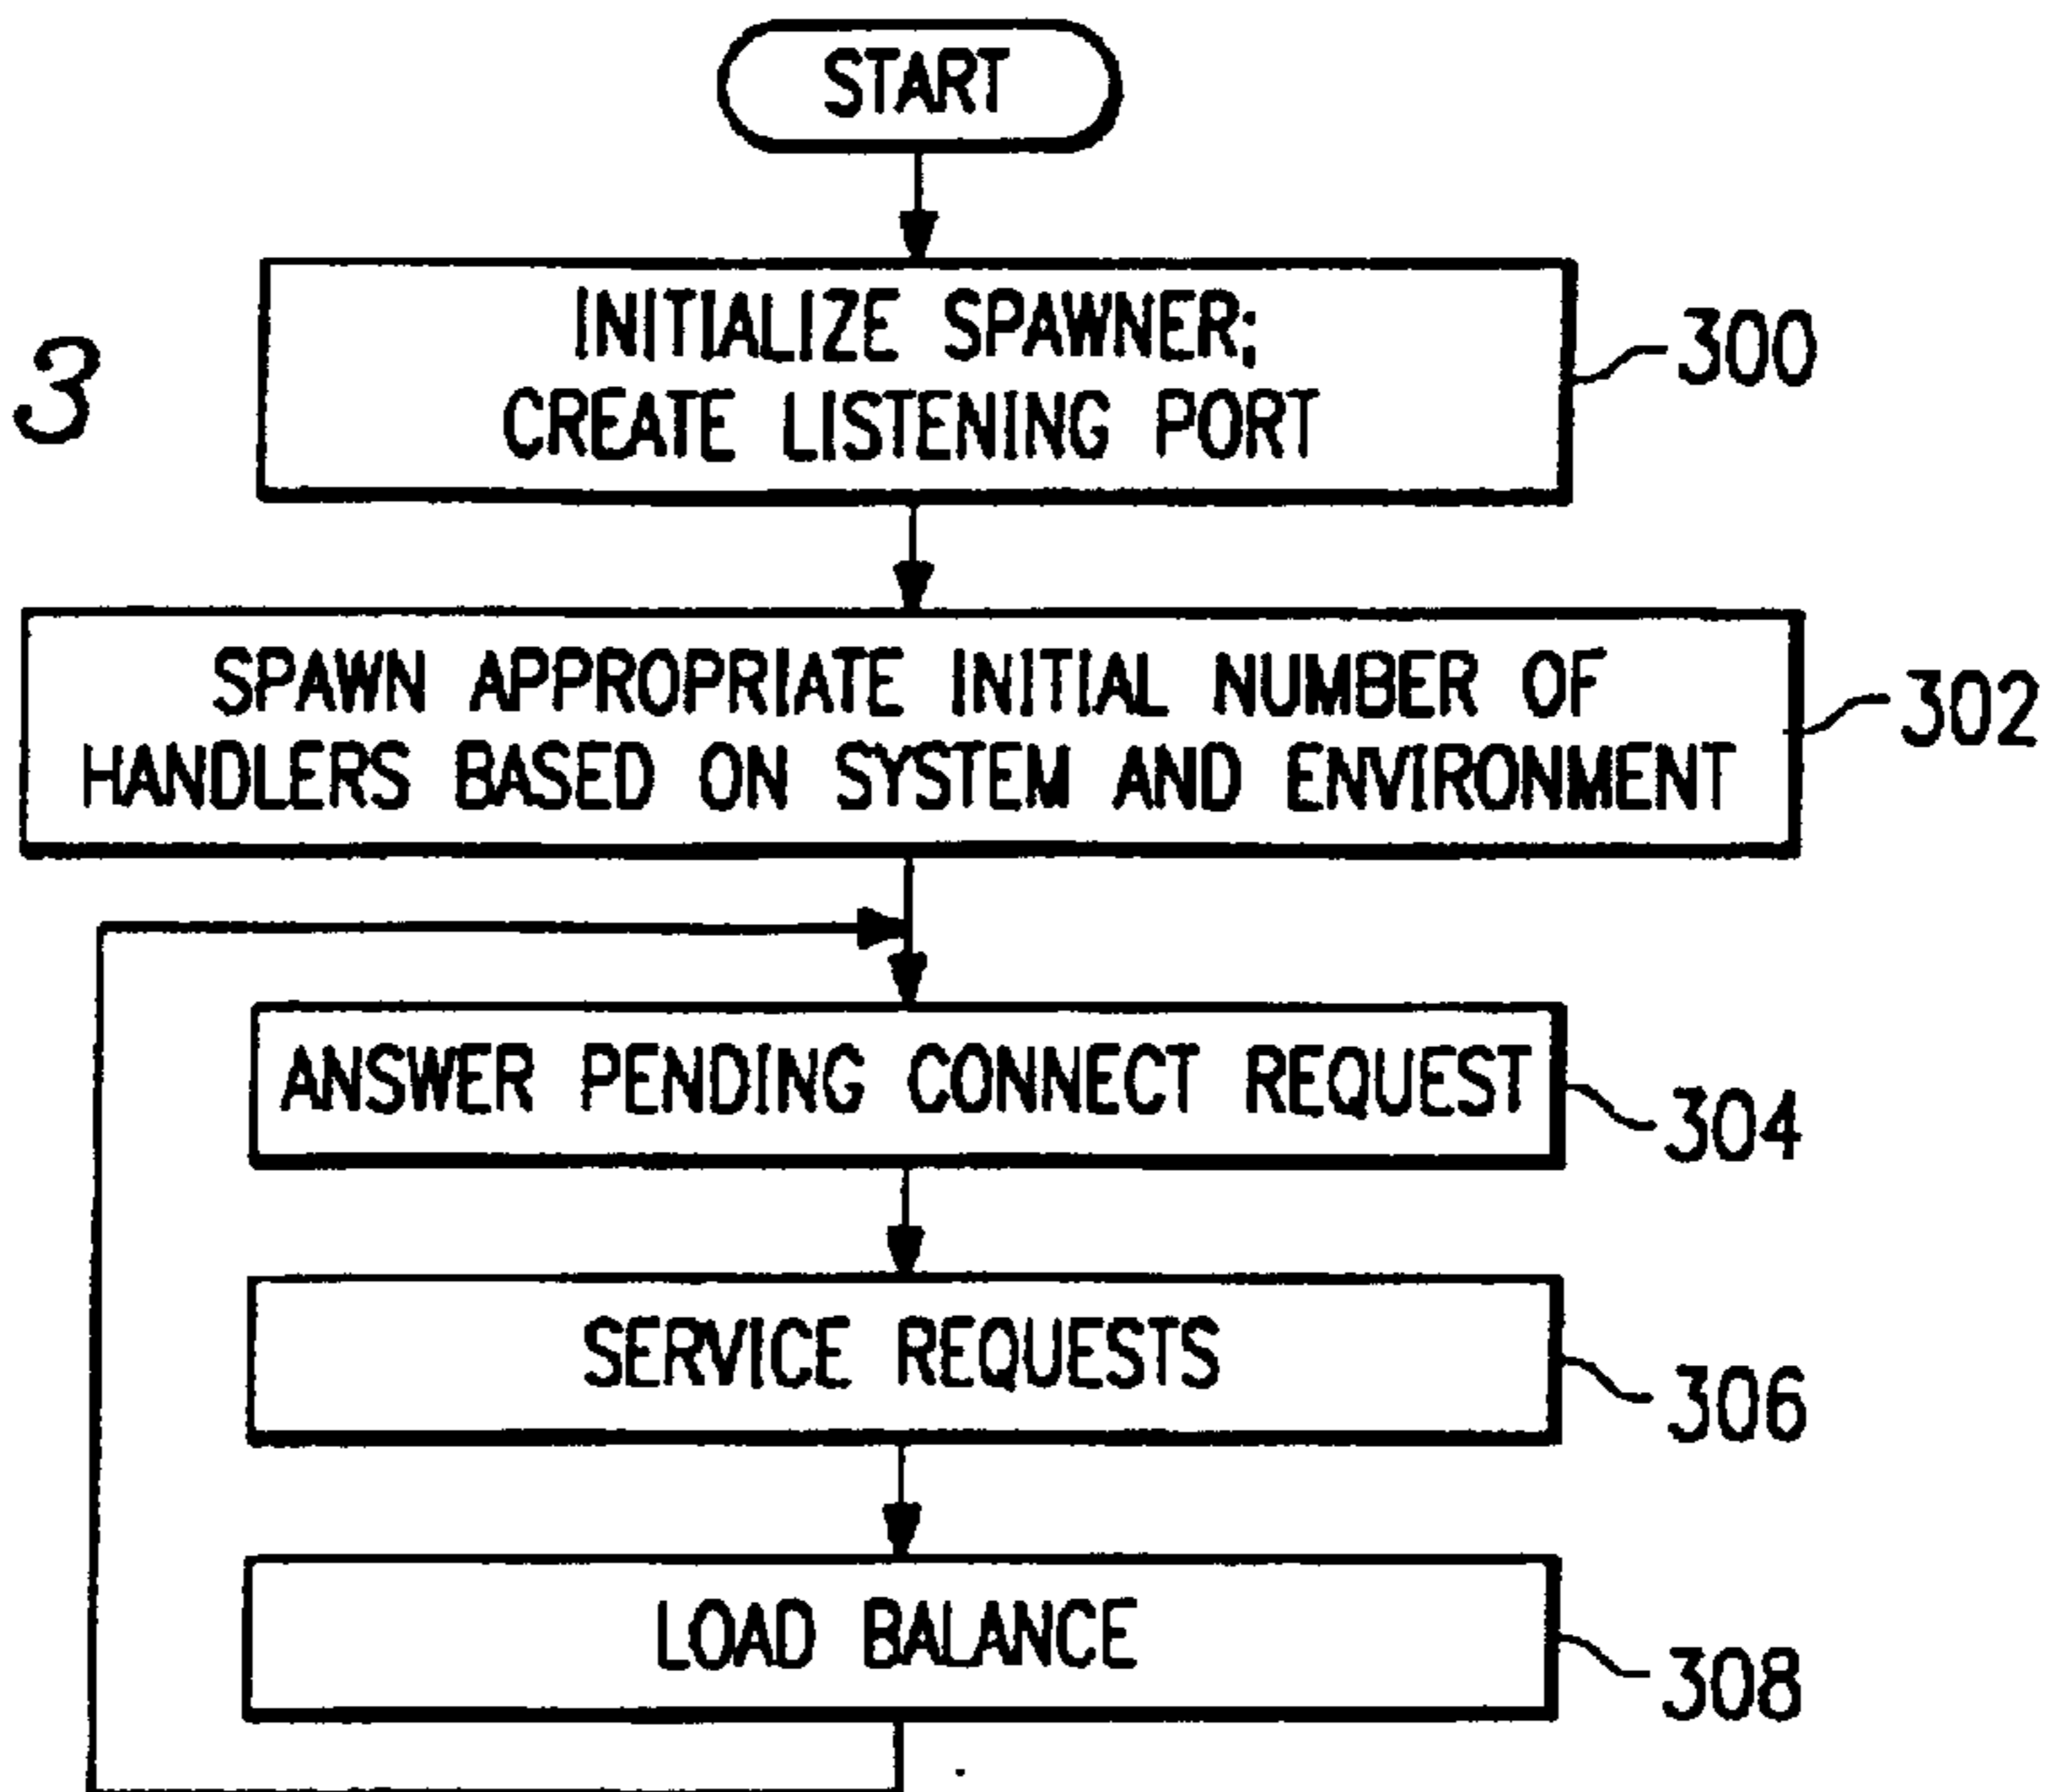 START
INITIALIZE SPAWNER;
CREATE LISTENING PORT
300
3
SPAWN APPROPRIATE INITIAL NUMBER OF
HANDLERS BASED ON SYSTEM AND ENVIRONMENT
302
ANSWER PENDING CONNECT REQUEST
304
SERVICE REQUESTS
306
LOAD BALANCE
308